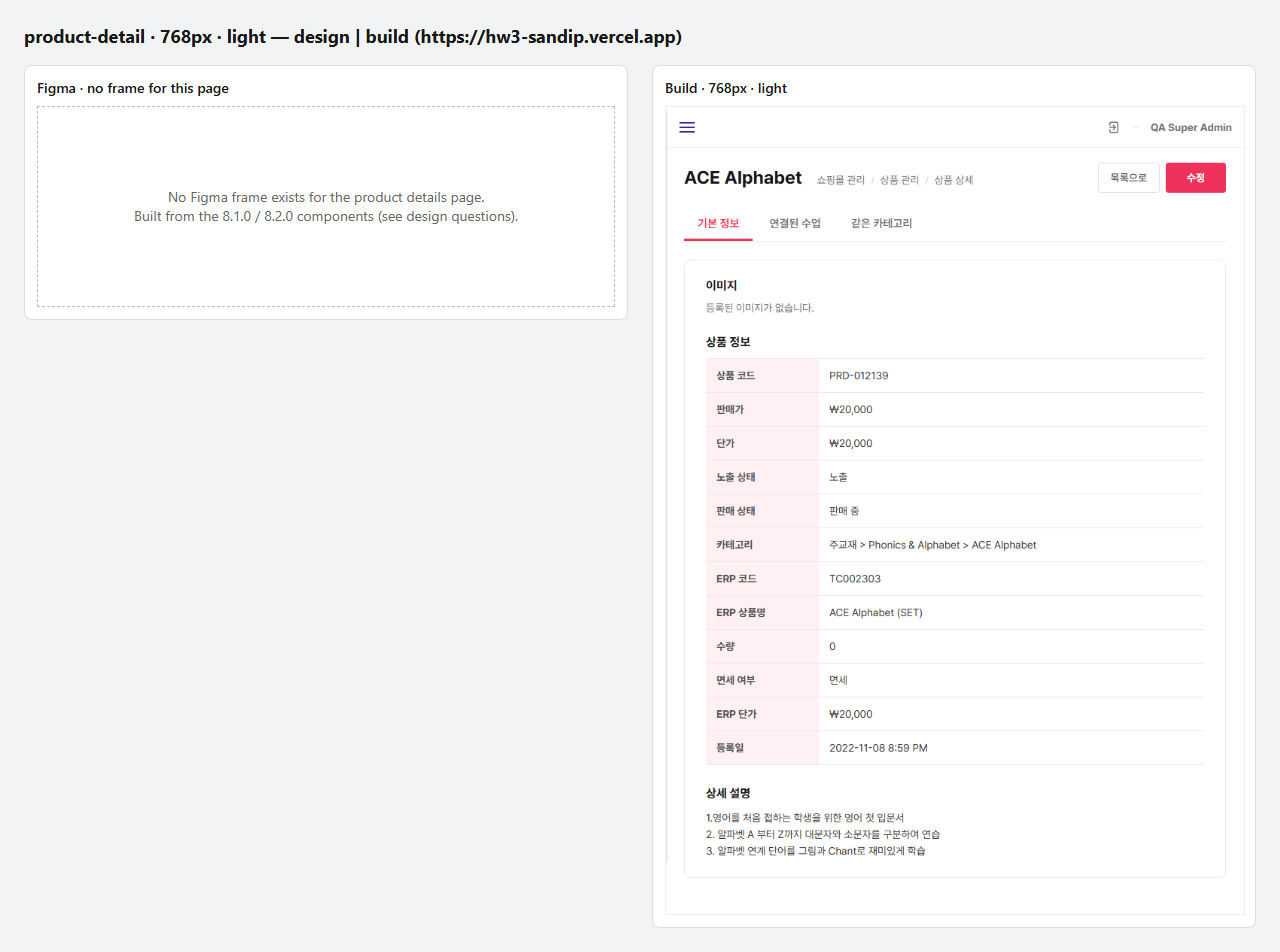 product-detail · 768px · light — design | build (https://hw3-sandip.vercel.app)
Figma · no frame for this page
No Figma frame exists for the product details page.
Built from the 8.1.0 / 8.2.0 components (see design questions).
Build · 768px · light
QA Super Admin
ACE Alphabet
쇼핑몰 관리 / 상품 관리 / 상품 상세
목록으로
수정
기본 정보
연결된 수업
같은 카테고리
이미지
등록된 이미지가 없습니다.
상품 정보
상품 코드 PRD-012139
판매가 ₩20,000
단가 ₩20,000
노출 상태 노출
판매 상태 판매 중
카테고리 주교재 > Phonics & Alphabet > ACE Alphabet
ERP 코드 TC002303
ERP 상품명 ACE Alphabet (SET)
수량 0
면세 여부 면세
ERP 단가 ₩20,000
등록일 2022-11-08 8:59 PM
상세 설명
1.영어를 처음 접하는 학생을 위한 영어 첫 입문서
2. 알파벳 A 부터 Z까지 대문자와 소문자를 구분하여 연습
3. 알파벳 연계 단어를 그림과 Chant로 재미있게 학습